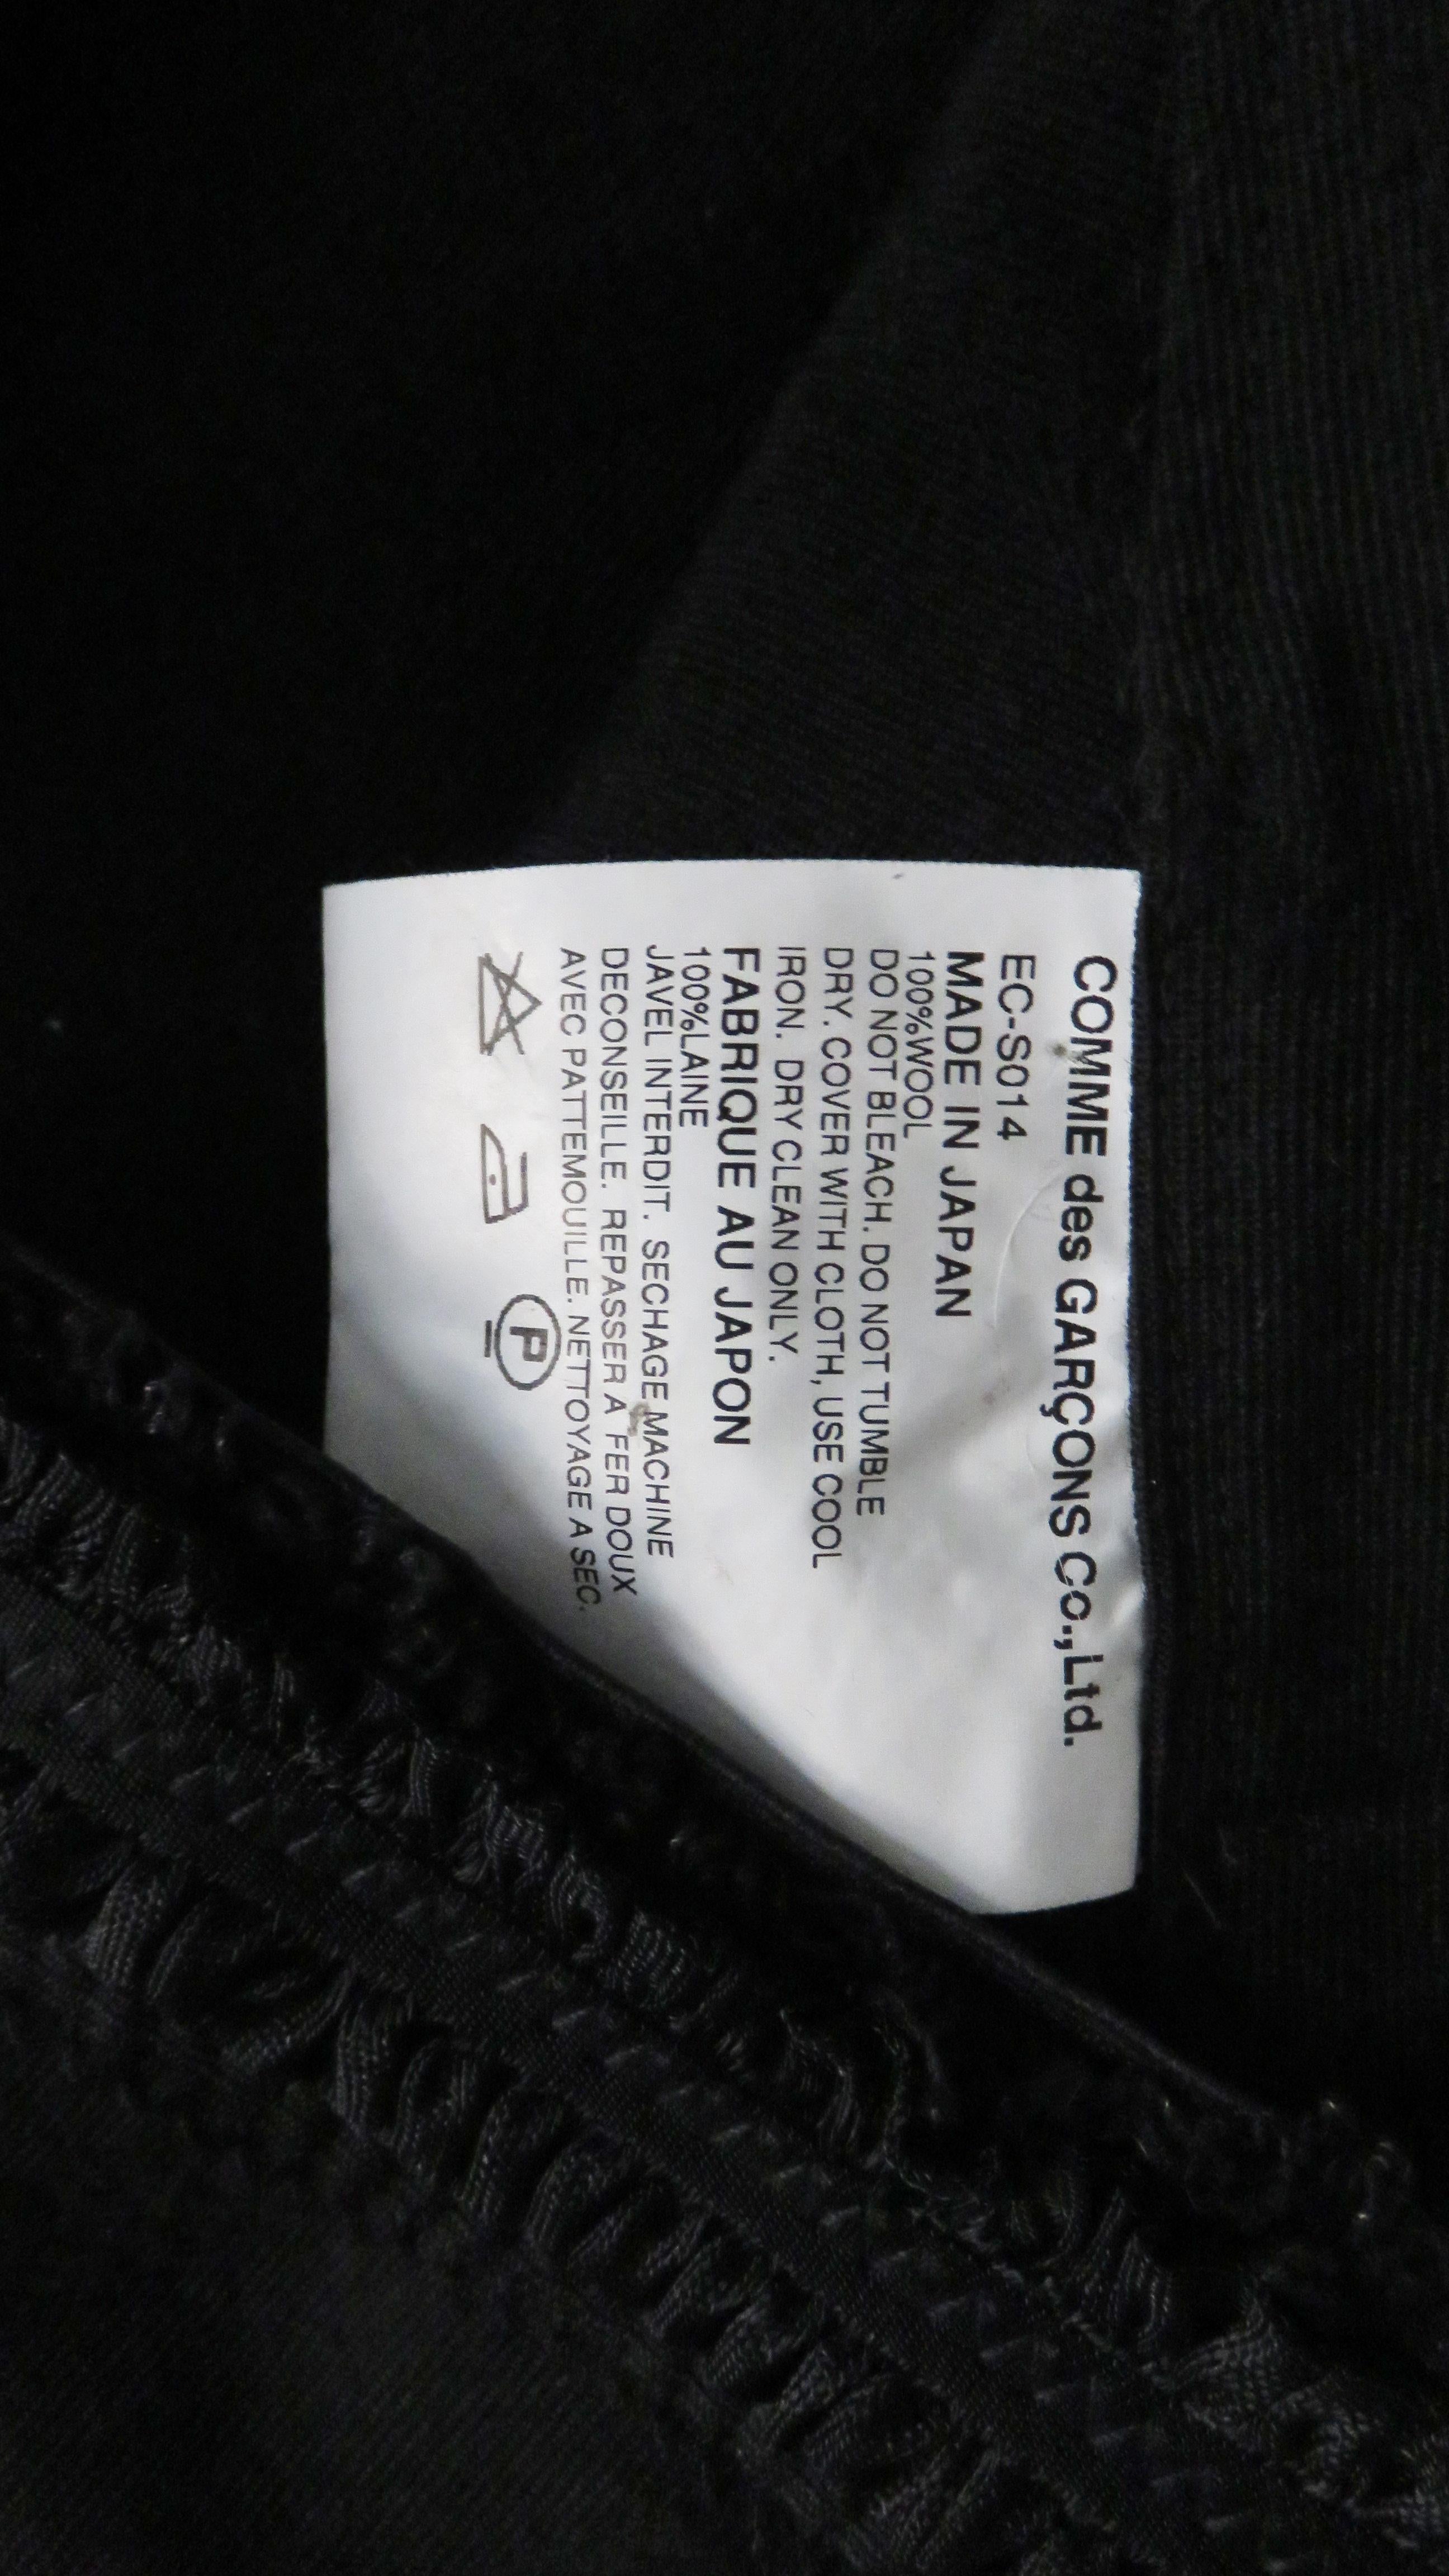 COMME des GARÇONS Co.,Ltd.
EC-S014
MADE IN JAPAN
100%WOOL
DO NOT BLEACH. DO NOT TUMBLE
DRY. COVER WITH CLOTH, USE COOL
IRON. DRY CLEAN ONLY.
FABRIQUE AU JAPON
100%LAINE
JAVEL INTERDIT. SECHAGE MACHINE
DECONSEILLE. REPASSER A FER DOUX
AVEC PATTEMOUILLE. NETTOYAGE A SEC.
P